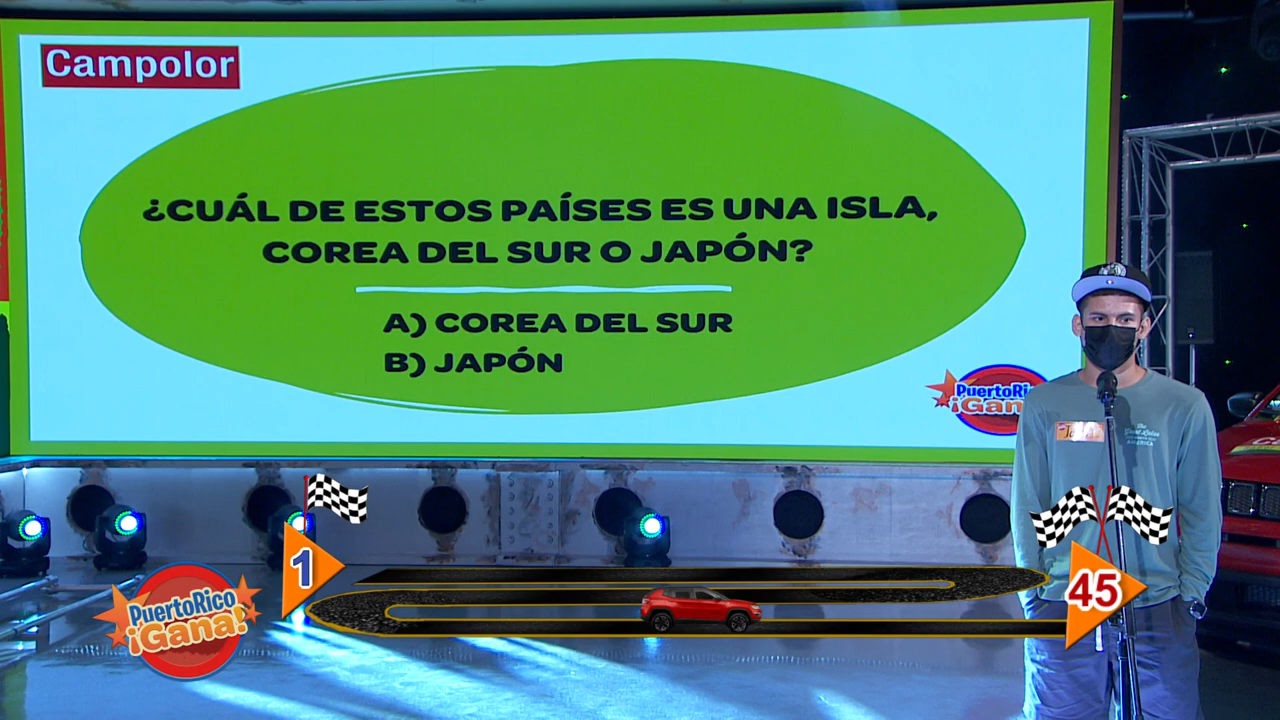 Campolor
¿CUÁL DE ESTOS PAÍSES ES UNA ISLA,
COREA DEL SUR O JAPÓN?
A) COREA DEL SUR
B) JAPÓN
PuertoRico
¡Gana!
AMERICA
1
45
PuertoRico
¡Gana!